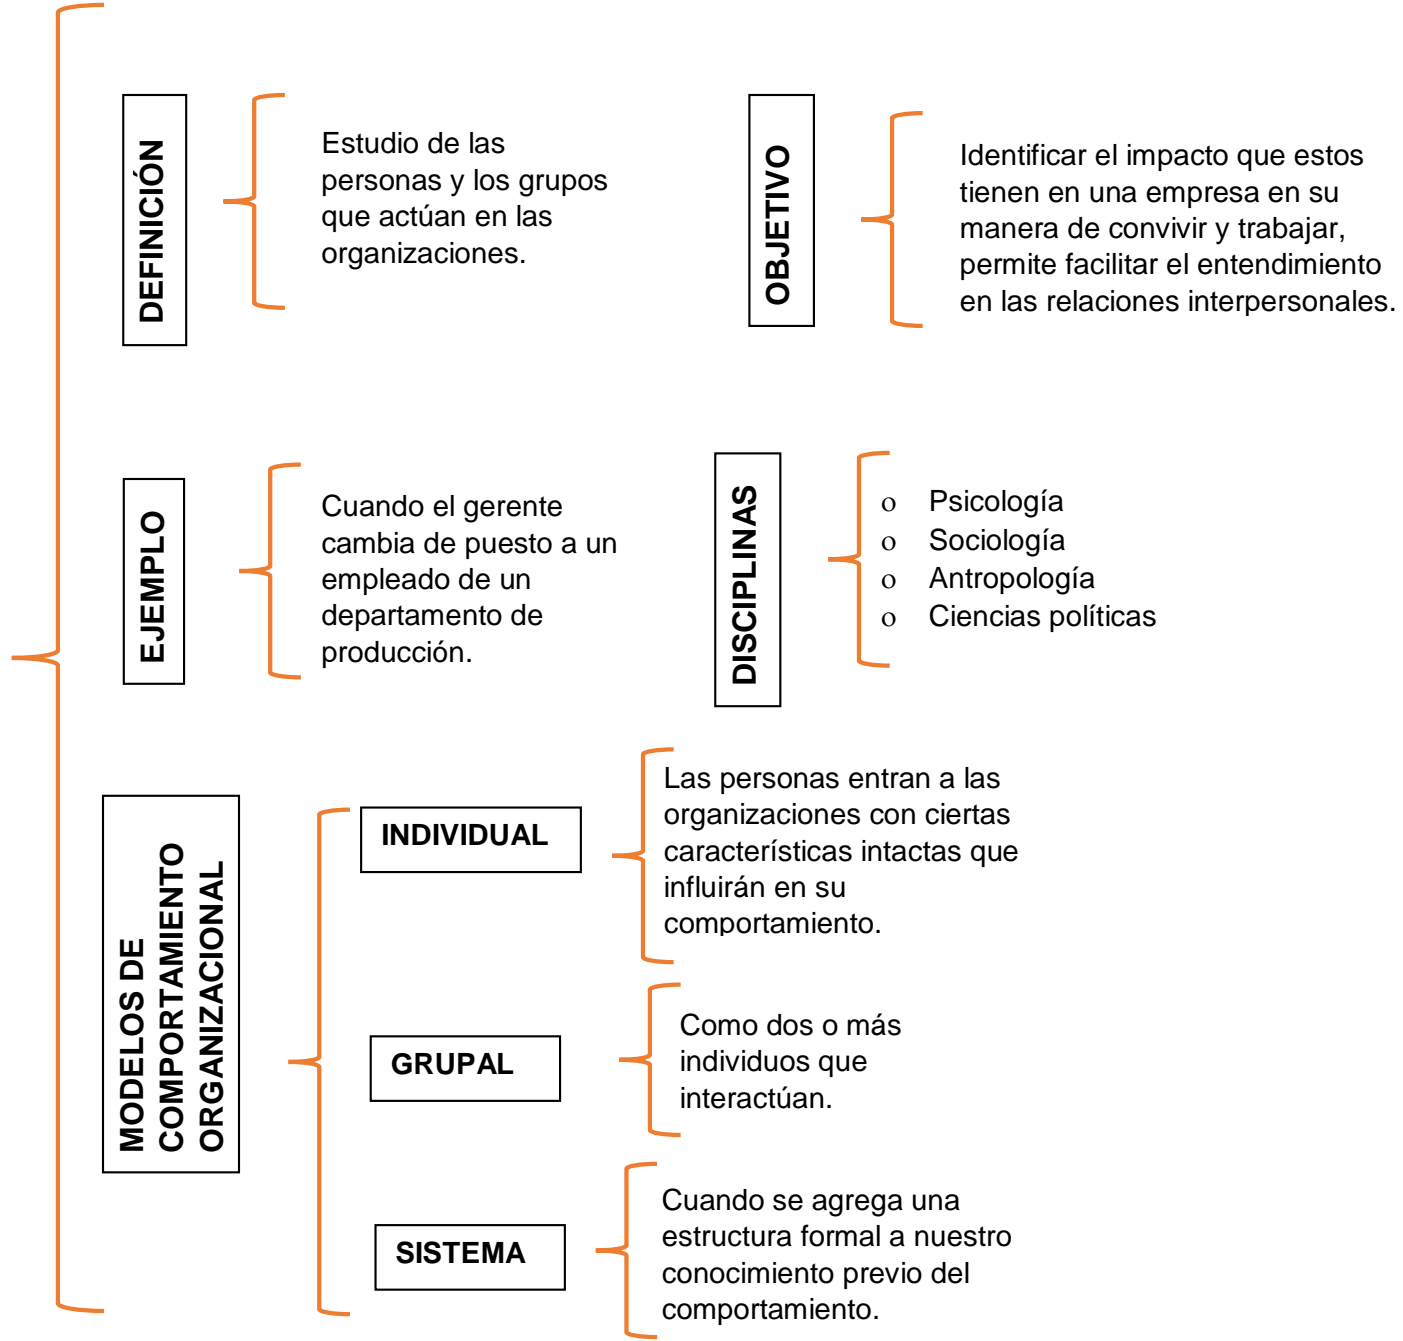 DEFINICIÓN
Estudio de las
personas y los grupos
que actúan en las
organizaciones.
OBJETIVO
Identificar el impacto que estos
tienen en una empresa en su
manera de convivir y trabajar,
permite facilitar el entendimiento
en las relaciones interpersonales.
EJEMPLO
Cuando el gerente
cambia de puesto a un
empleado de un
departamento de
producción.
DISCIPLINAS
o Psicología
o Sociología
o Antropología
o Ciencias políticas
MODELOS DE
COMPORTAMIENTO
ORGANIZACIONAL
INDIVIDUAL
Las personas entran a las
organizaciones con ciertas
característícas intactas que
influirán en su
comportamiento.
GRUPAL
Como dos o más
individuos que
interactúan.
SISTEMA
Cuando se agrega una
estructura formal a nuestro
conocimiento previo del
comportamiento.